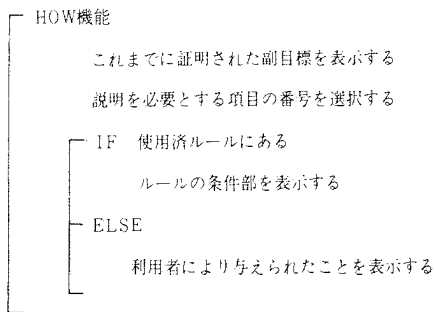 HOW機能
これまでに証明された副目標を表示する
説明を必要とする項目の番号を選択する
IF 使用済ルールにある
ルールの条件部を表示する
ELSE
利用者により与えられたことを表示する